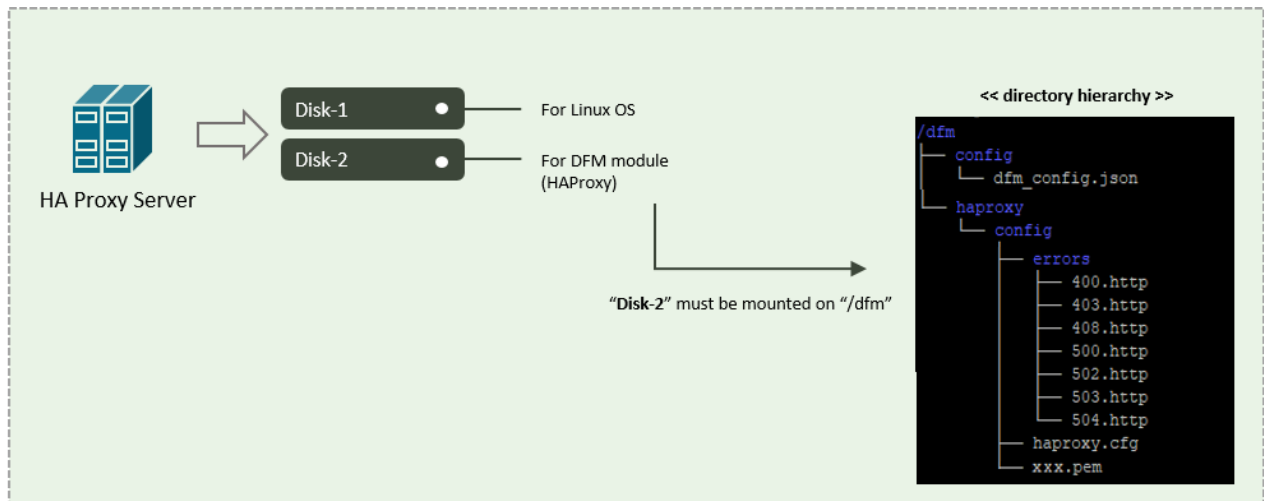 HA Proxy Server
Disk-1
Disk-2
For Linux OS
For DFM module
(HAProxy)
“Disk-2” must be mounted on “/dfm”
<< directory hierarchy >>
/dfm
├── config
│   └── dfm_config.json
└── haproxy
    └── config
        ├── errors
        │   ├── 400.http
        │   ├── 403.http
        │   ├── 408.http
        │   ├── 500.http
        │   ├── 502.http
        │   ├── 503.http
        │   └── 504.http
        ├── haproxy.cfg
        └── xxx.pem